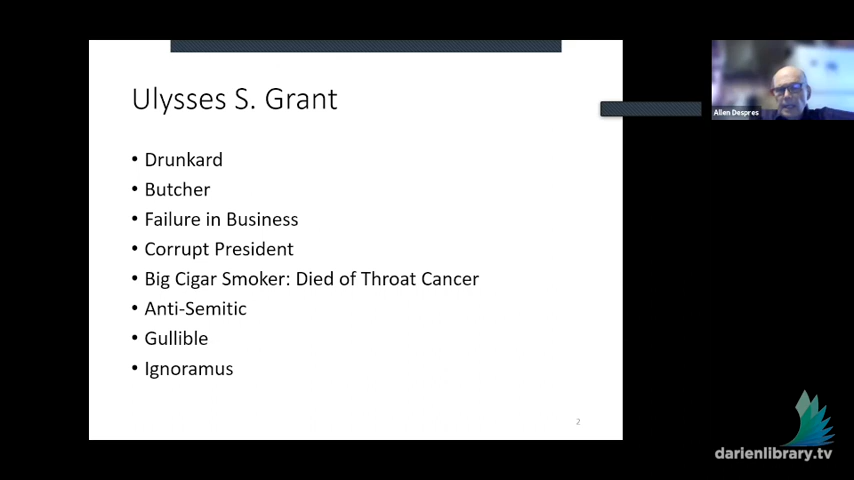 Ulysses S. Grant
• Drunkard
• Butcher
• Failure in Business
• Corrupt President
• Big Cigar Smoker: Died of Throat Cancer
• Anti-Semitic
• Gullible
• Ignoramus
2
Allen Despres
darienlibrary.tv